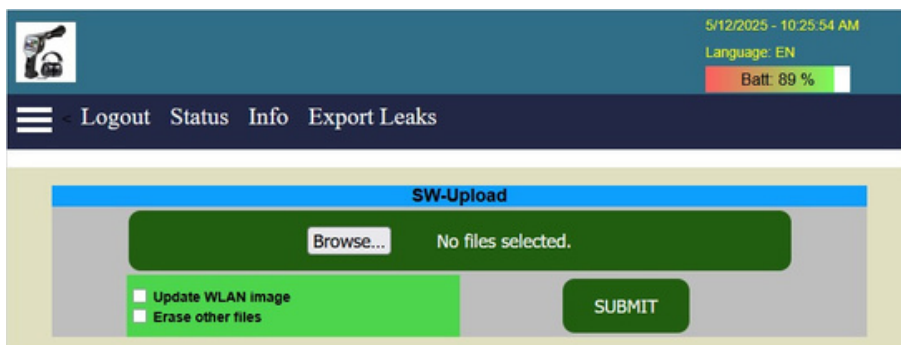 5/12/2025 - 10:25:54 AM
Language: EN
Batt: 89 %
< Logout Status Info Export Leaks
SW-Upload
Browse... No files selected.
Update WLAN image
Erase other files
SUBMIT